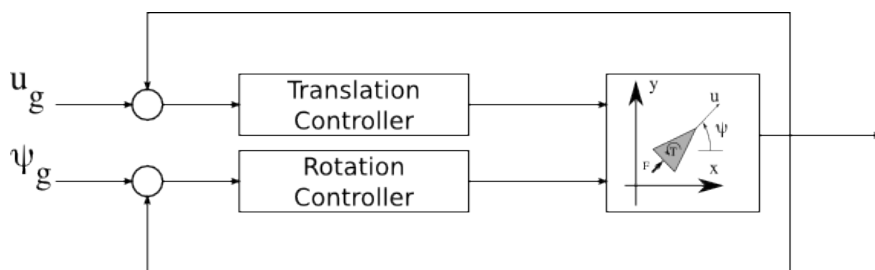 u_g
Translation
Controller
ψ_g
Rotation
Controller
y
u
ψ
T
F
x